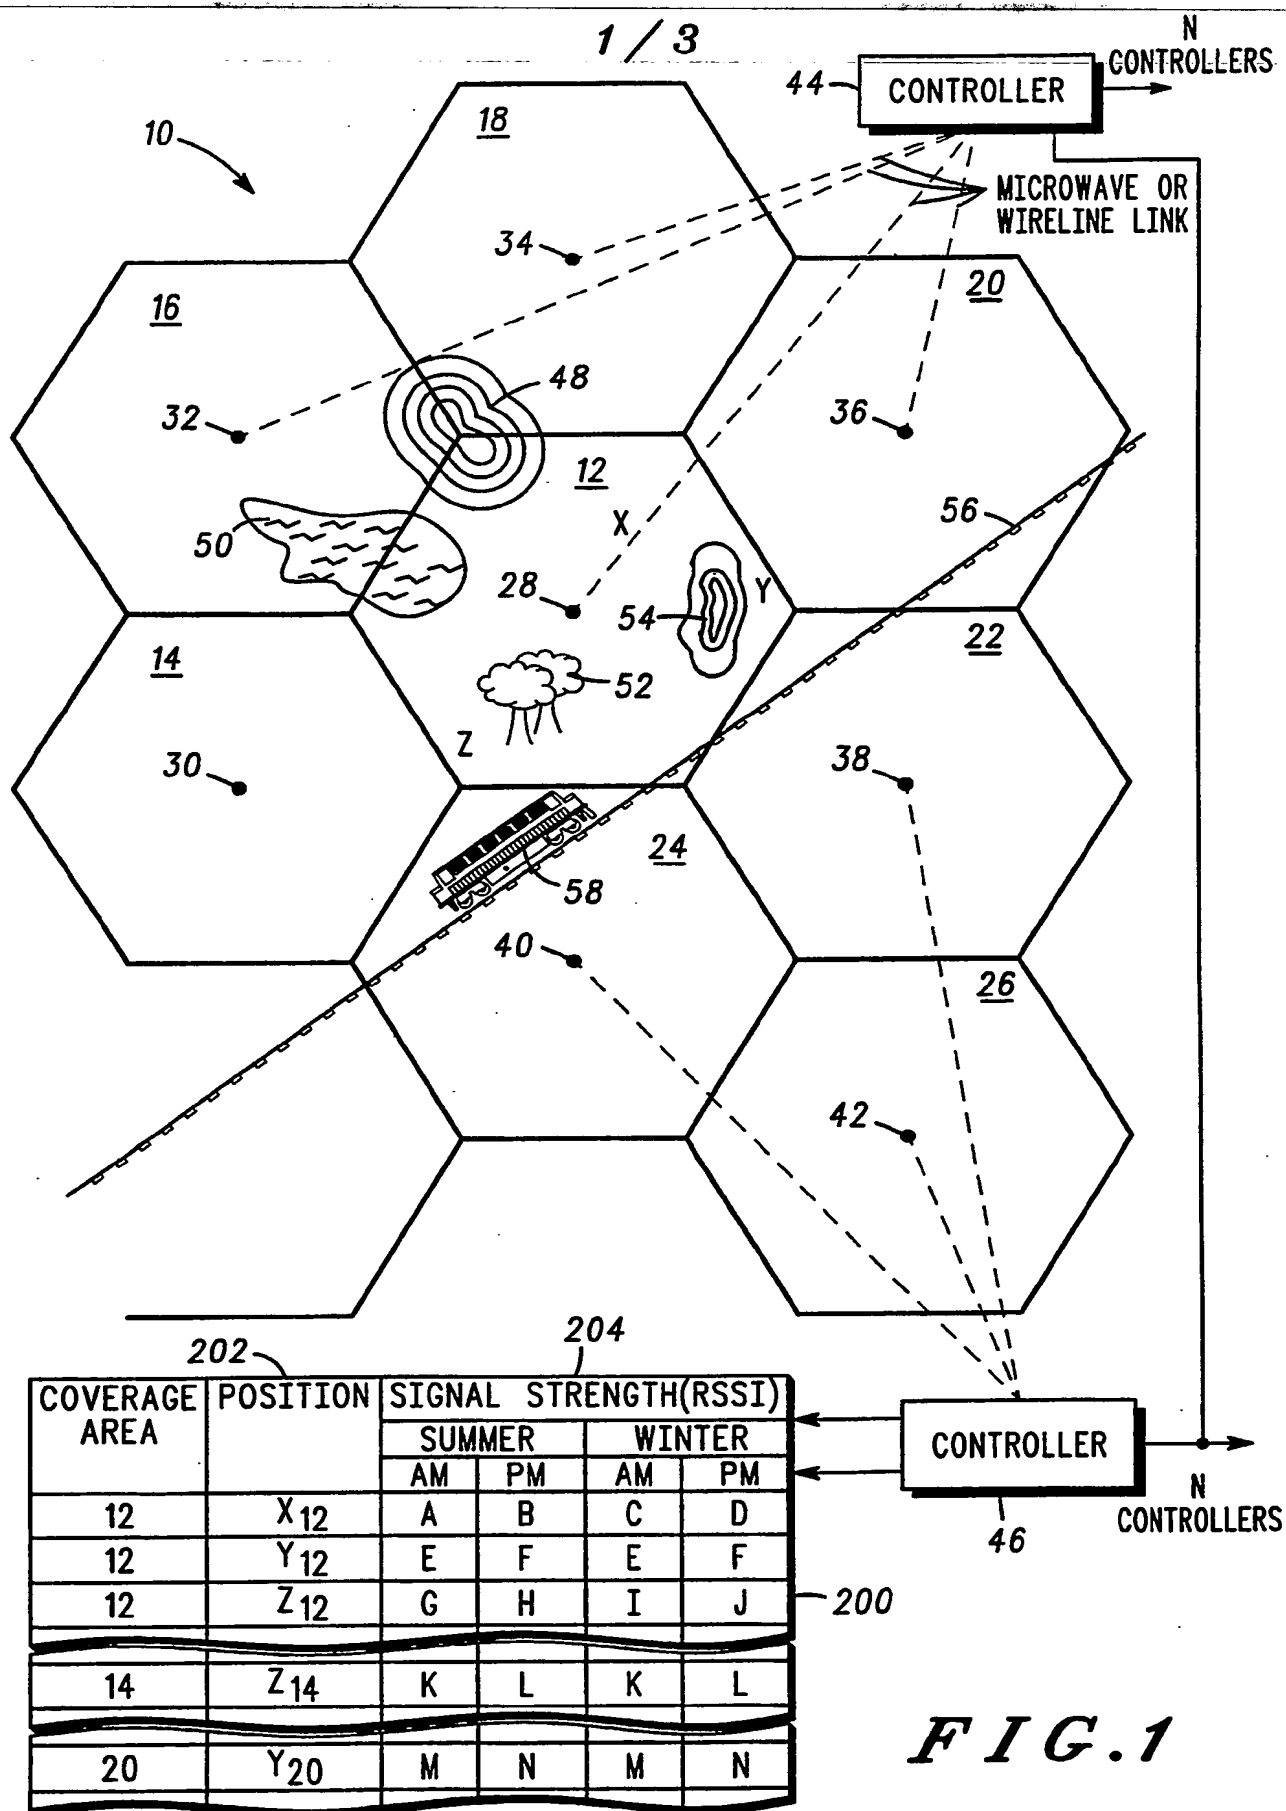 1/3
N
CONTROLLERS
44
CONTROLLER
18
10
MICROWAVE OR
WIRELINE LINK
34
20
16
48
32
36
12
X
56
50
Y
28
54
22
14
52
Z
30
38
24
58
40
26
42
202
204
COVERAGE AREA POSITION SIGNAL STRENGTH(RSSI)
SUMMER WINTER
AM PM AM PM
12 X12 A B C D
12 Y12 E F E F
12 Z12 G H I J
14 Z14 K L K L
20 Y20 M N M N
200
CONTROLLER
N
CONTROLLERS
46
FIG.1